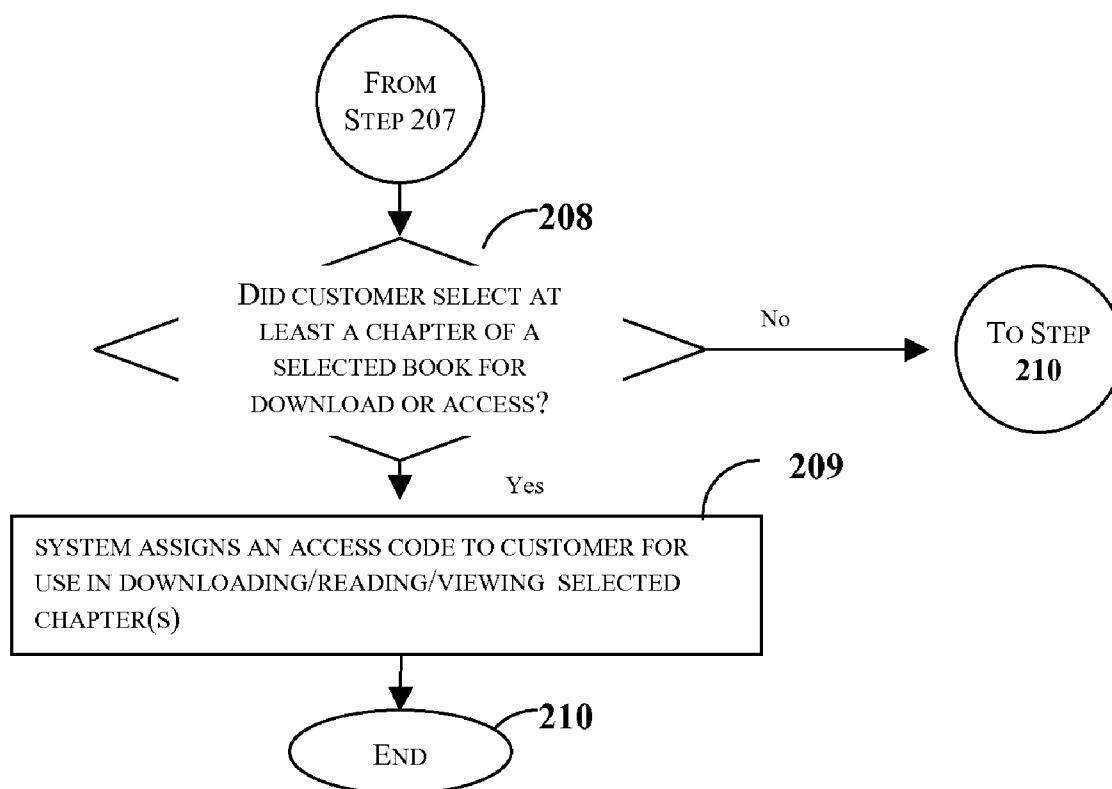 FROM
STEP 207
208
DID CUSTOMER SELECT AT
LEAST A CHAPTER OF A
SELECTED BOOK FOR
DOWNLOAD OR ACCESS?
No
TO STEP
210
Yes
209
SYSTEM ASSIGNS AN ACCESS CODE TO CUSTOMER FOR
USE IN DOWNLOADING/READING/VIEWING SELECTED
CHAPTER(S)
210
END